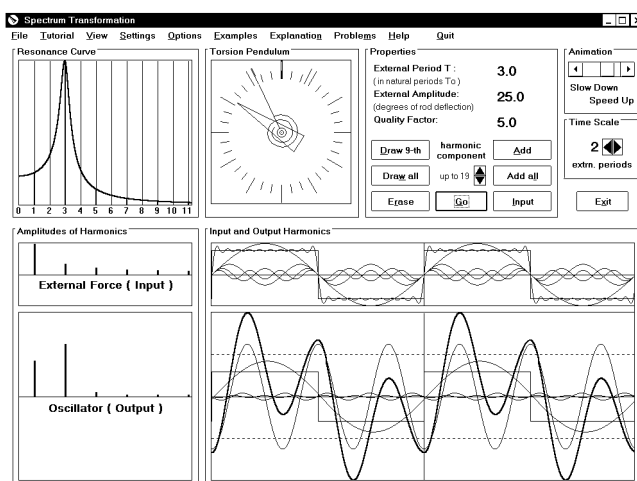 Spectrum Transformation
File Tutorial View Settings Options Examples Explanation Problems Help Quit
Resonance Curve
0 1 2 3 4 5 6 7 8 9 10 11
Torsion Pendulum
Properties
External Period T : 3.0
( in natural periods To )
External Amplitude: 25.0
(degrees of rod deflection)
Quality Factor: 5.0
Draw 9-th harmonic component Add
Draw all up to 19 Add all
Erase Go Input
Animation
Slow Down
Speed Up
Time Scale
2
extrn. periods
Exit
Amplitudes of Harmonics
External Force ( Input )
Oscillator ( Output )
Input and Output Harmonics